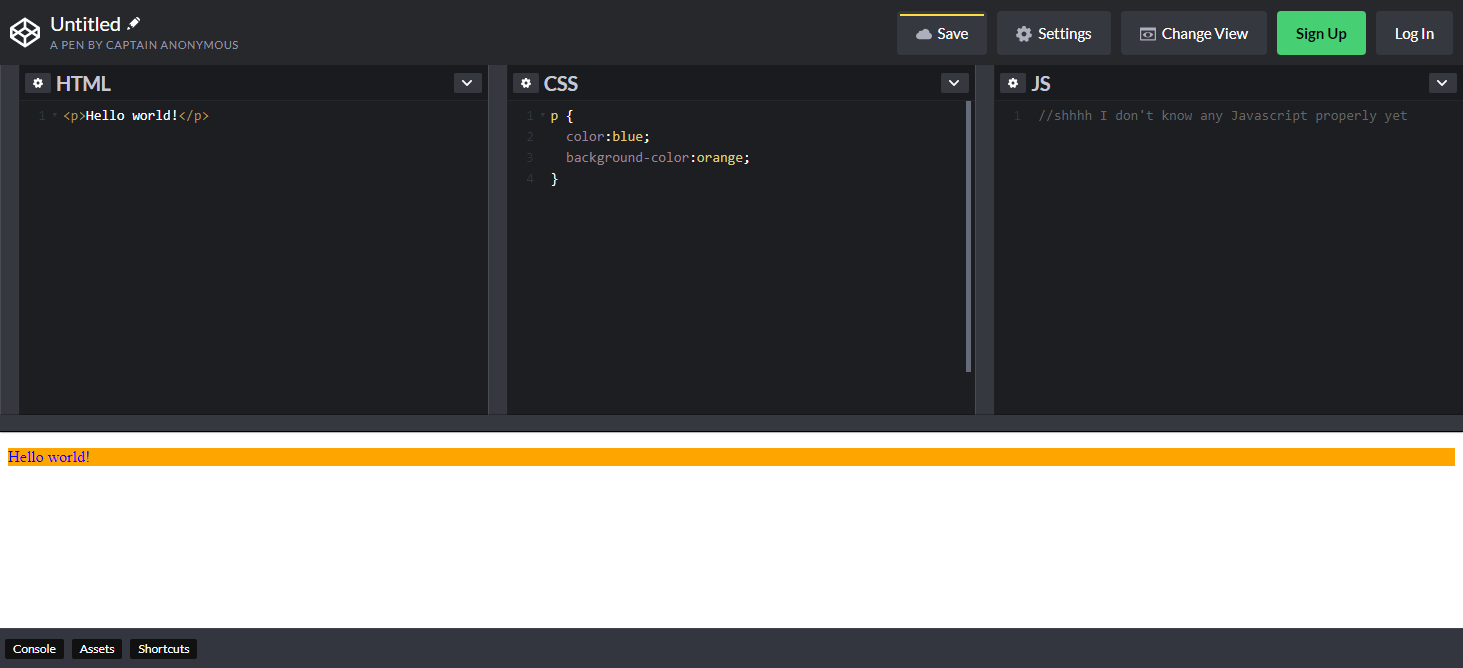 Untitled
A PEN BY CAPTAIN ANONYMOUS
Save
Settings
Change View
Sign Up
Log In
HTML
1 <p>Hello world!</p>
CSS
1 p {
2   color:blue;
3   background-color:orange;
4 }
JS
1 //shhhh I don't know any Javascript properly yet
Hello world!
Console
Assets
Shortcuts